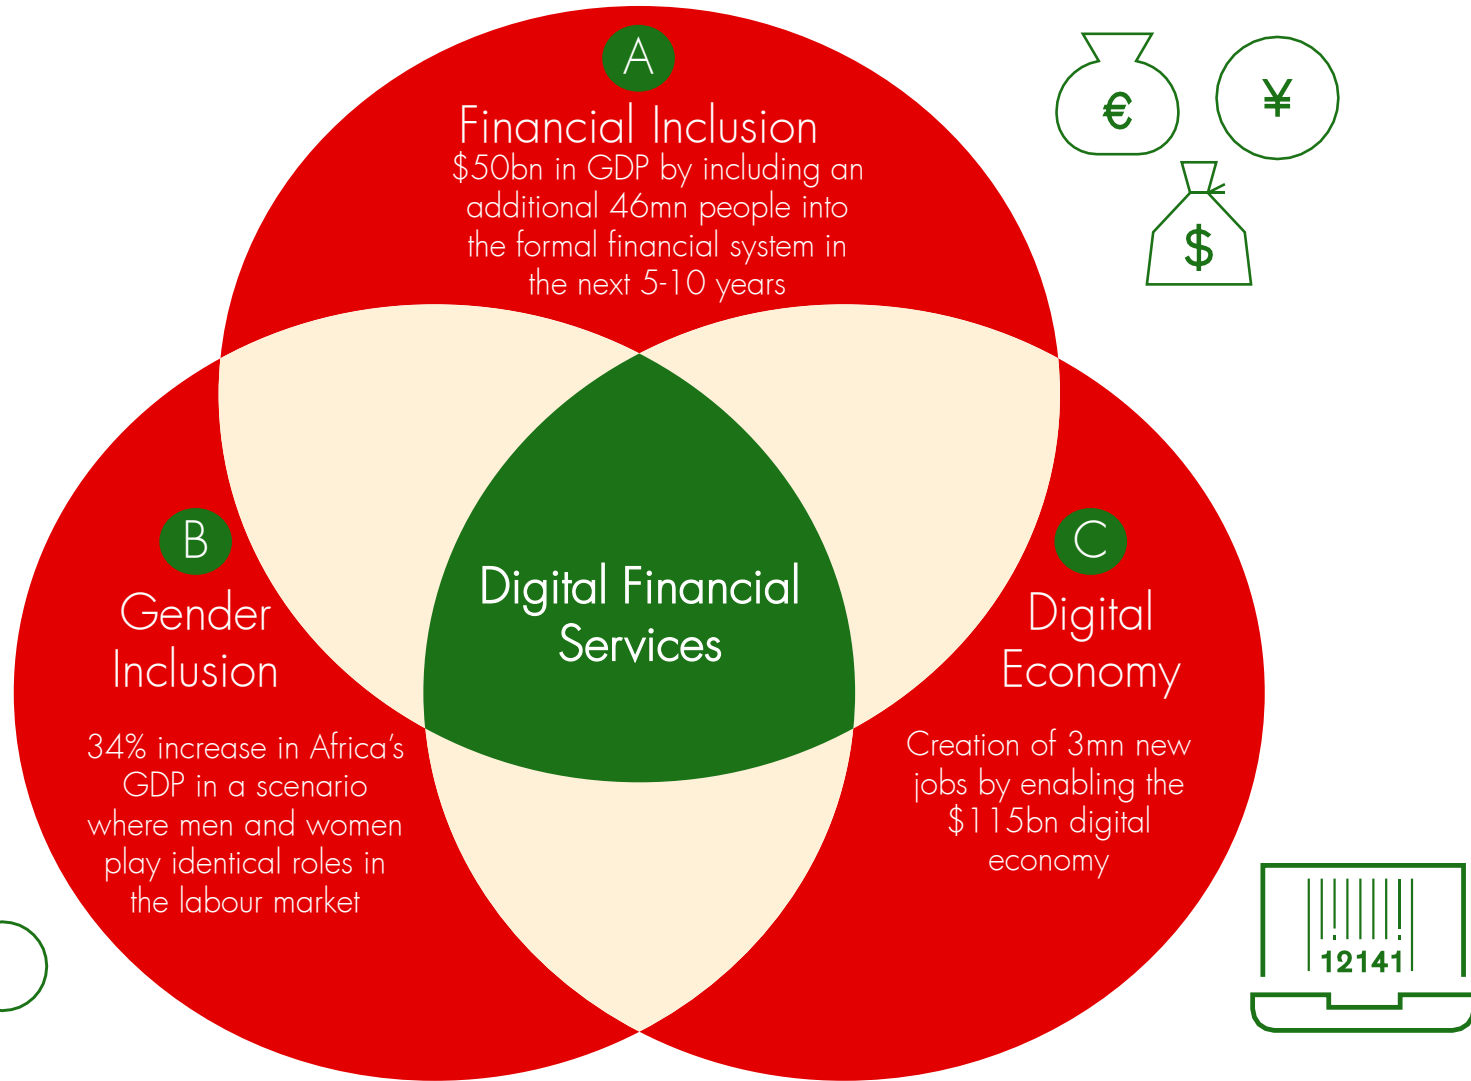 A
Financial Inclusion
$50bn in GDP by including an
additional 46mn people into
the formal financial system in
the next 5-10 years
€
¥
$
B
Gender
Inclusion
34% increase in Africa’s
GDP in a scenario
where men and women
play identical roles in
the labour market
Digital Financial
Services
C
Digital
Economy
Creation of 3mn new
jobs by enabling the
$115bn digital
economy
12141